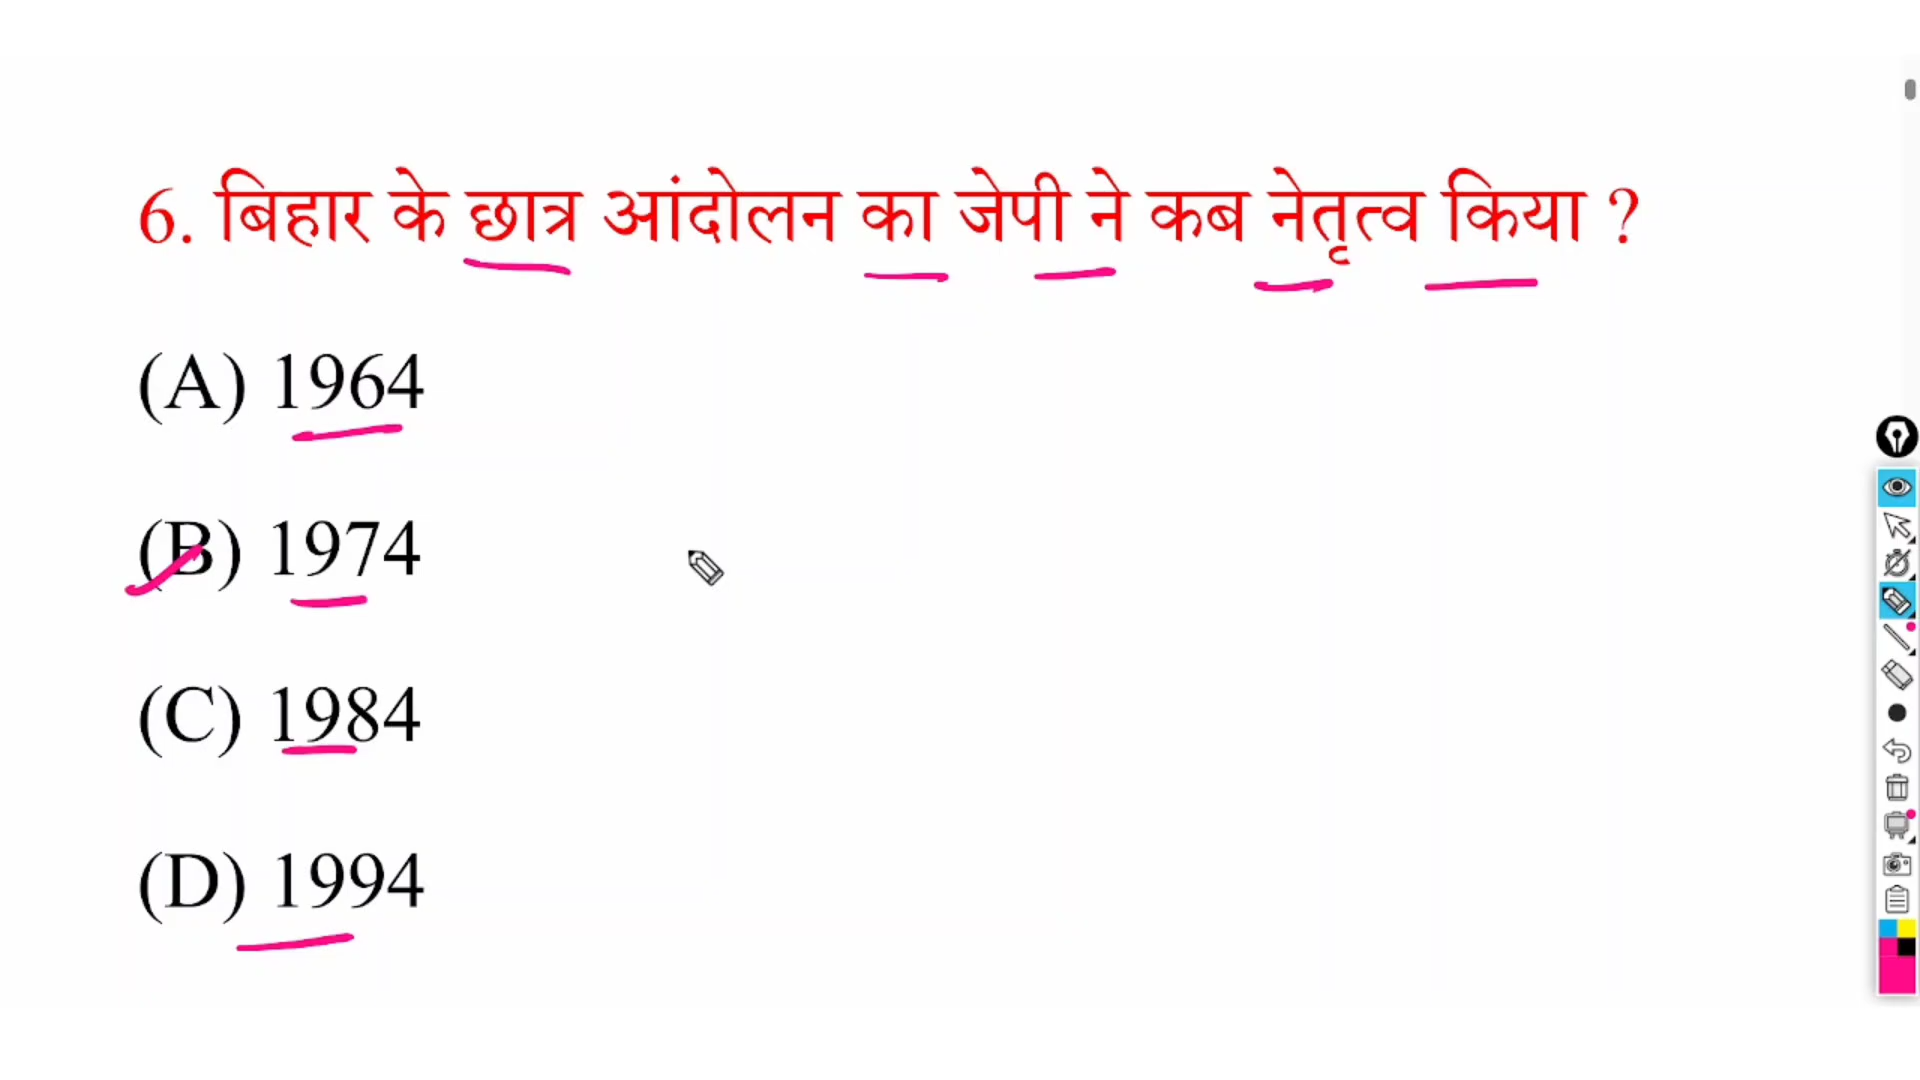 6. बिहार के छात्र आंदोलन का जेपी ने कब नेतृत्व किया ?
(A) 1964
(B) 1974
(C) 1984
(D) 1994